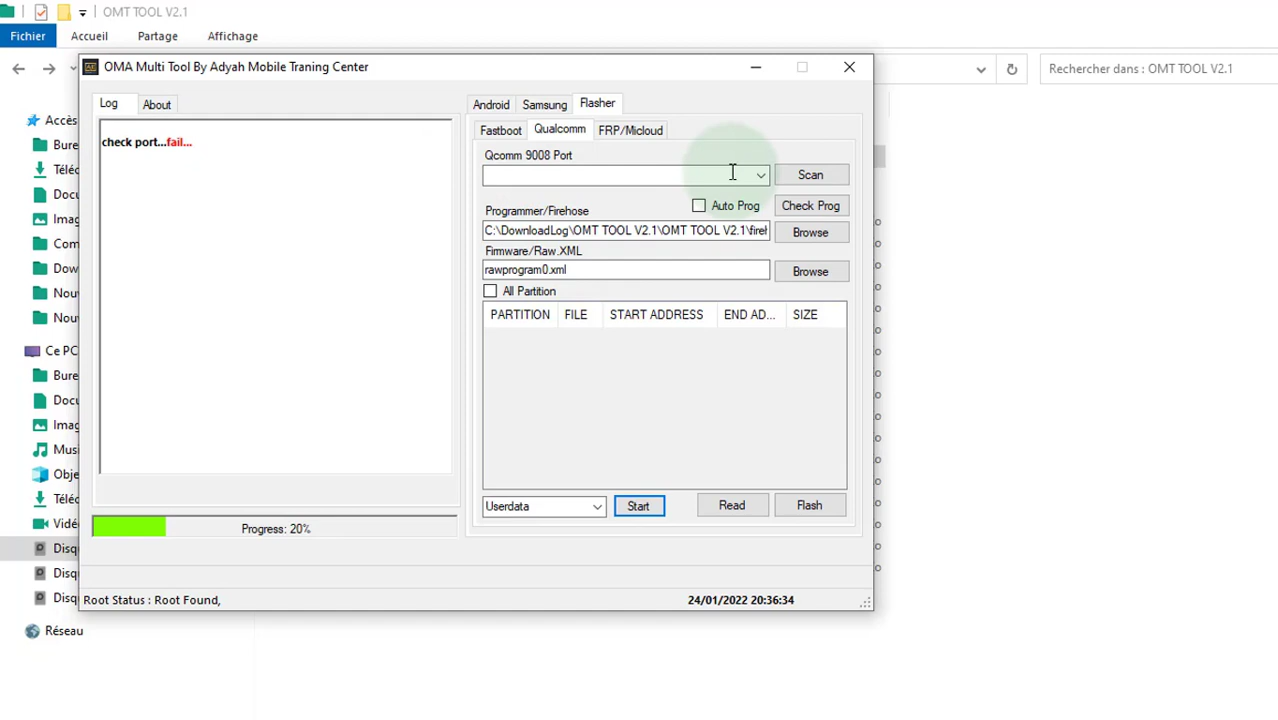 OMT TOOL V2.1
Fichier Accueil Partage Affichage
Rechercher dans : OMT TOOL V2.1
OMA Multi Tool By Adyah Mobile Traning Center
Log About
check port...fail...
Android Samsung Flasher
Fastboot Qualcomm FRP/Micloud
Qcomm 9008 Port
Scan
Auto Prog Check Prog
Programmer/Firehose
C:\DownloadLog\OMT TOOL V2.1\OMT TOOL V2.1\fireh
Browse
Firmware/Raw.XML
rawprogram0.xml
Browse
All Partition
PARTITION FILE START ADDRESS END AD... SIZE
Userdata Start Read Flash
Progress: 20%
Root Status : Root Found,
24/01/2022 20:36:34
Accès
Bure
Téléc
Docu
Imag
Com
Dow
Nou
Nou
Ce PC
Bure
Docu
Imag
Musi
Obje
Téléc
Vidéo
Disq
Disq
Disq
Réseau